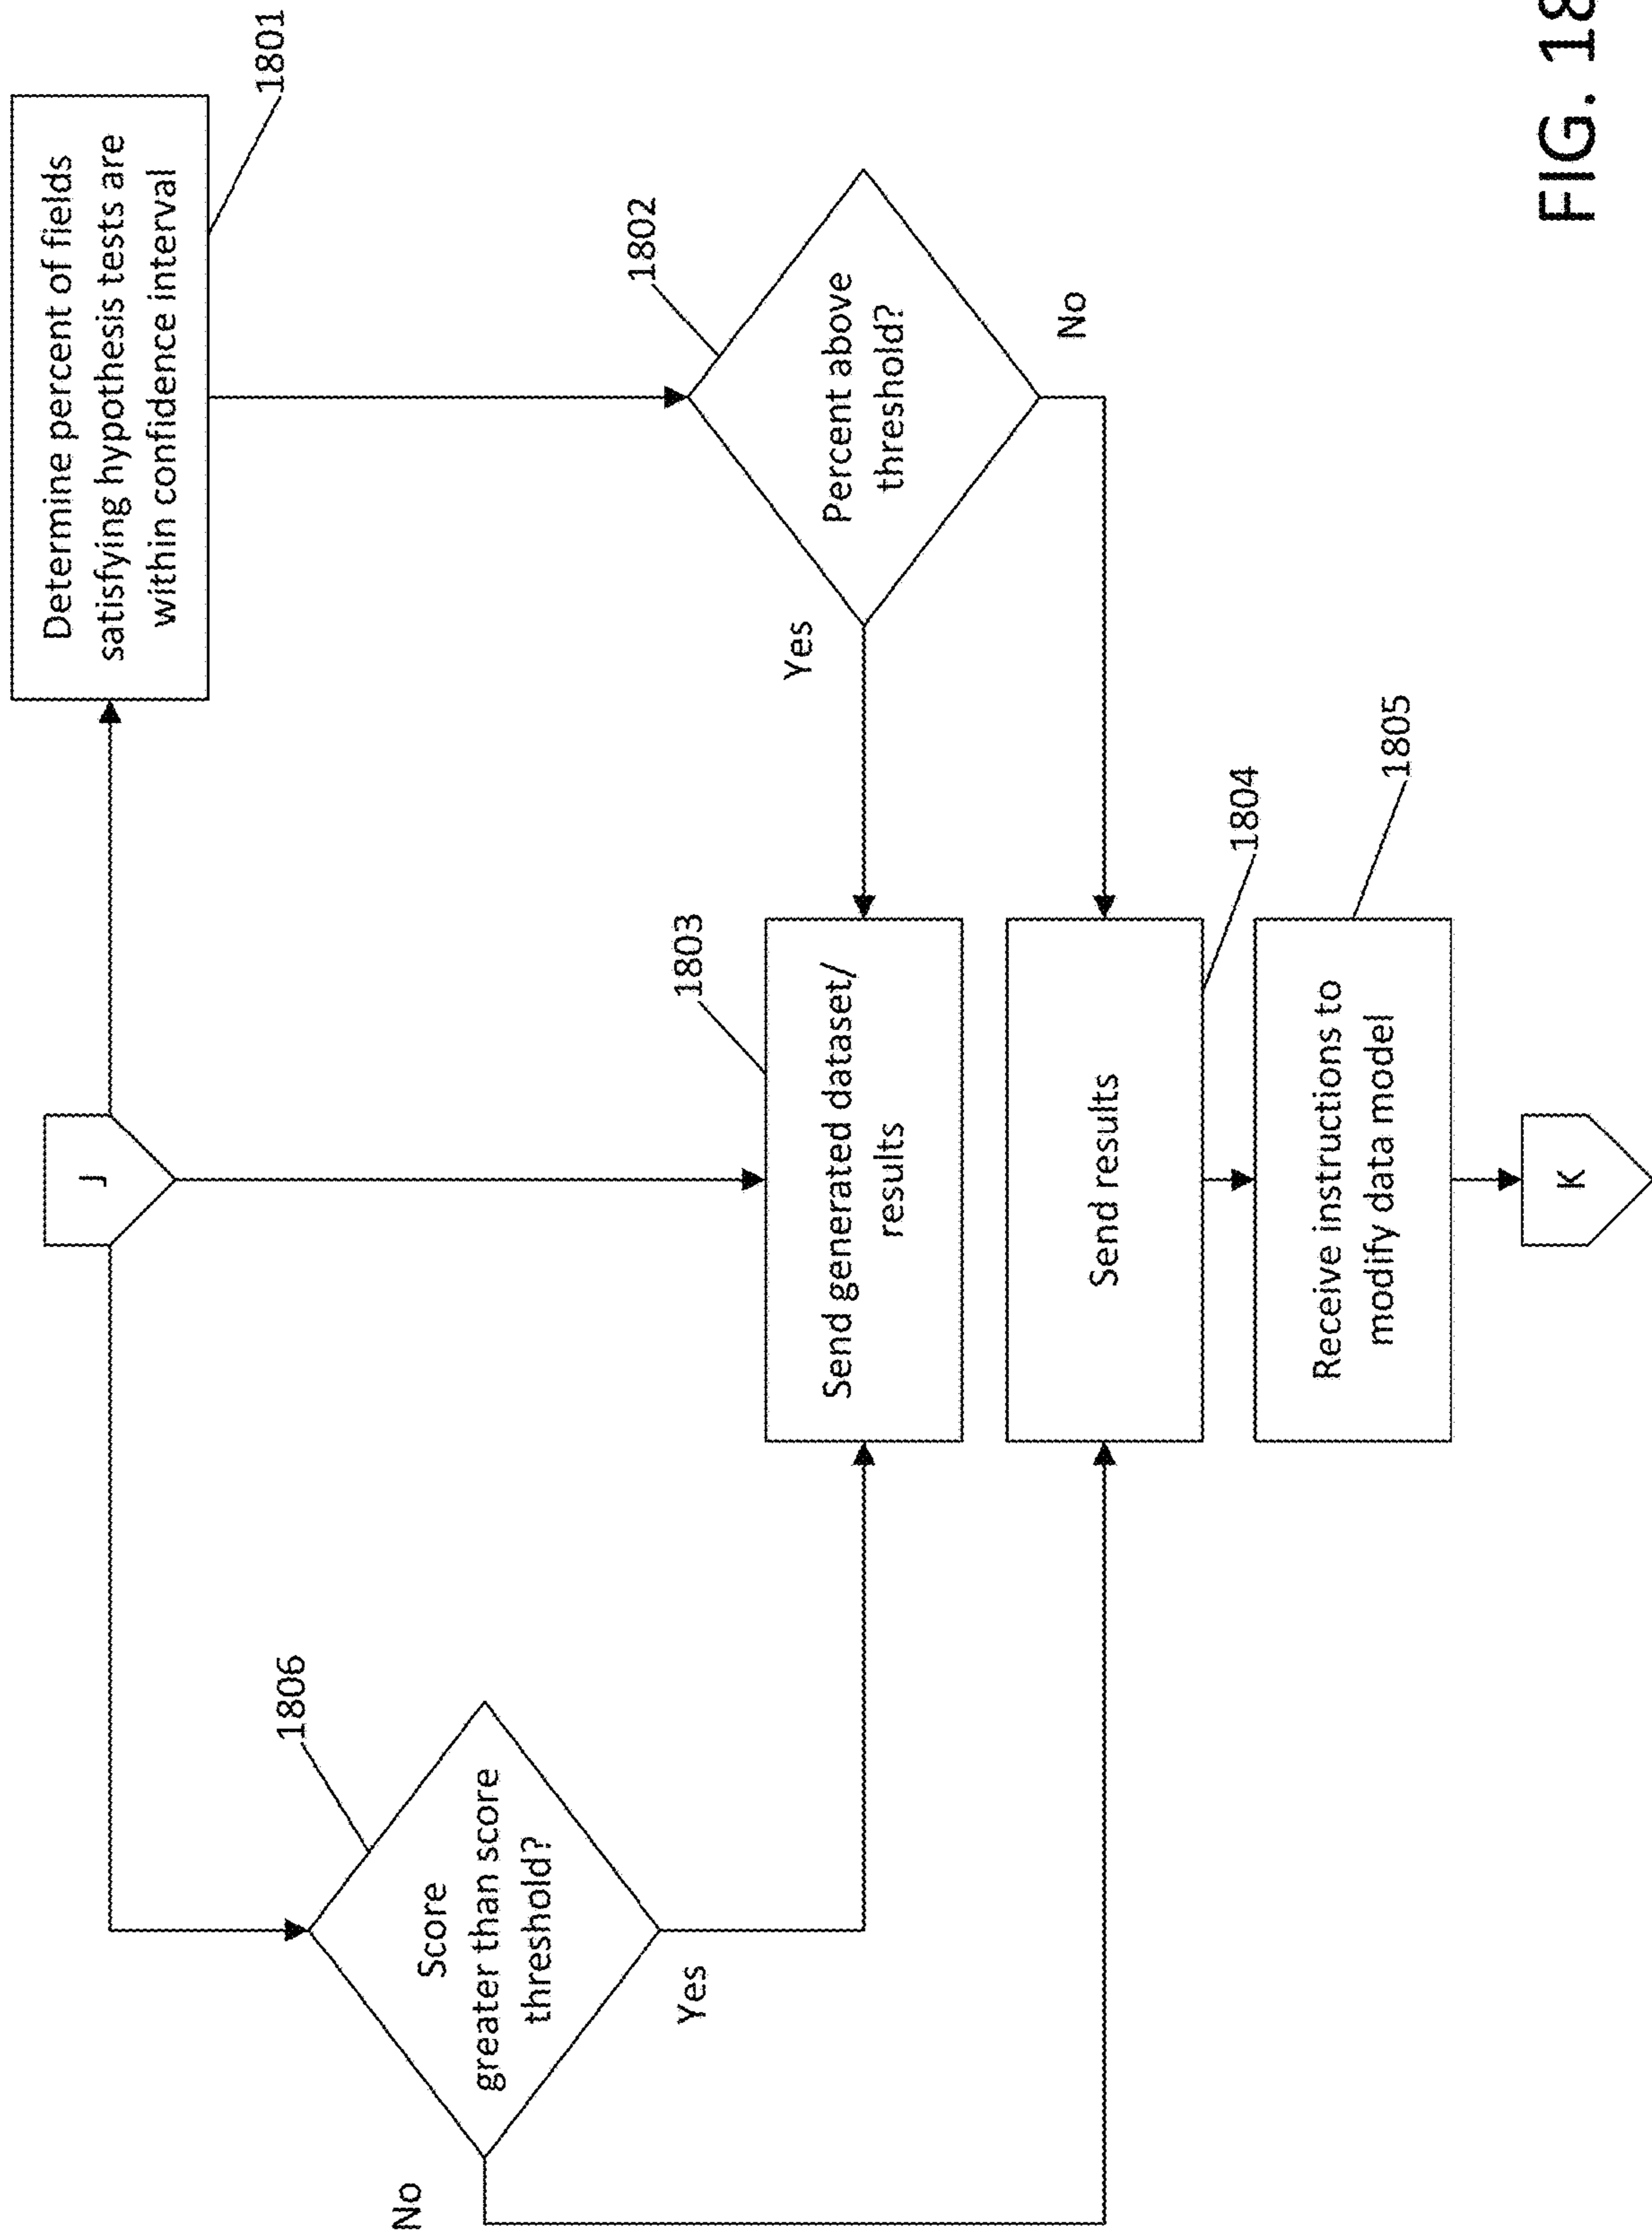 J
Determine percent of fields
satisfying hypothesis tests are
within confidence interval
1801
1806
Score
greater than score
threshold?
No
Yes
1802
Percent above
threshold?
Yes
No
1803
Send generated dataset/
results
Send results
1804
Receive instructions to
modify data model
1805
K
FIG. 18